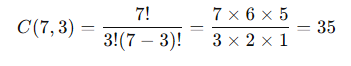 C(7, 3) = 7! / 3!(7 − 3)! = 7 × 6 × 5 / 3 × 2 × 1 = 35